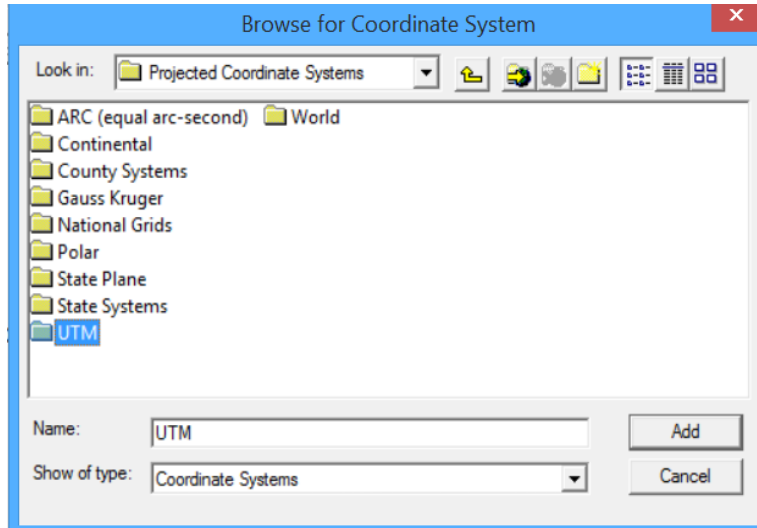 Browse for Coordinate System
Look in: Projected Coordinate Systems
ARC (equal arc-second) World
Continental
County Systems
Gauss Kruger
National Grids
Polar
State Plane
State Systems
UTM
Name: UTM Add
Show of type: Coordinate Systems Cancel